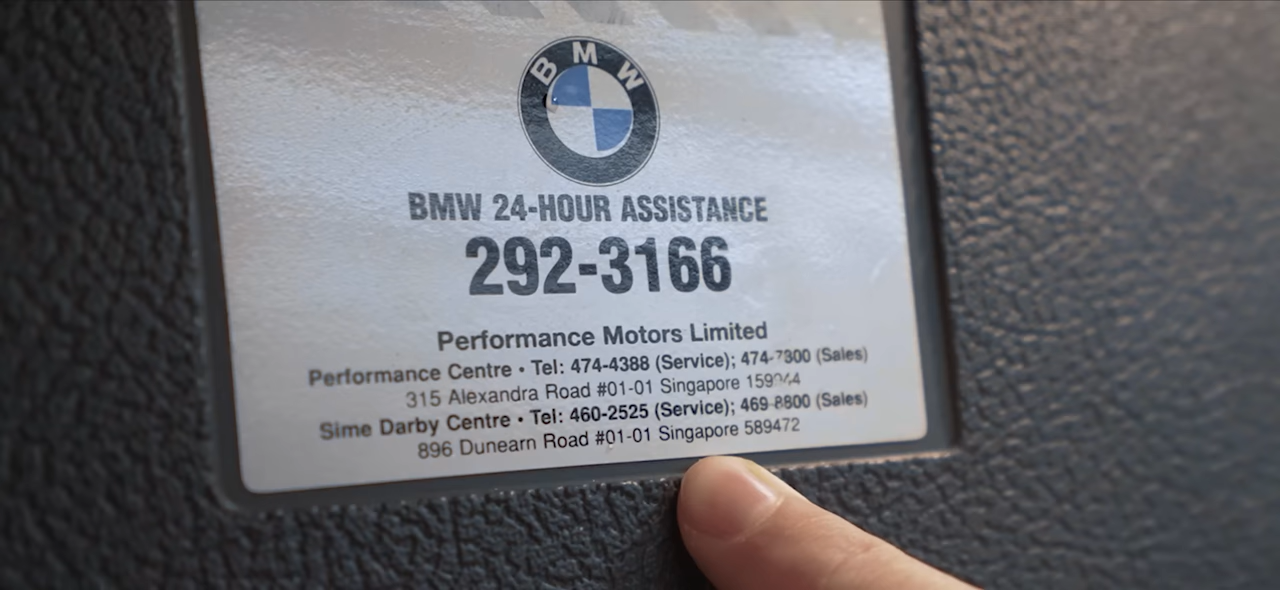 BMW
BMW 24-HOUR ASSISTANCE
292-3166
Performance Motors Limited
Performance Centre • Tel: 474-4388 (Service); 474-7300 (Sales)
315 Alexandra Road #01-01 Singapore
Sime Darby Centre • Tel: 460-2525 (Service); 469-8800 (Sales)
896 Dunearn Road #01-01 Singapore 589472